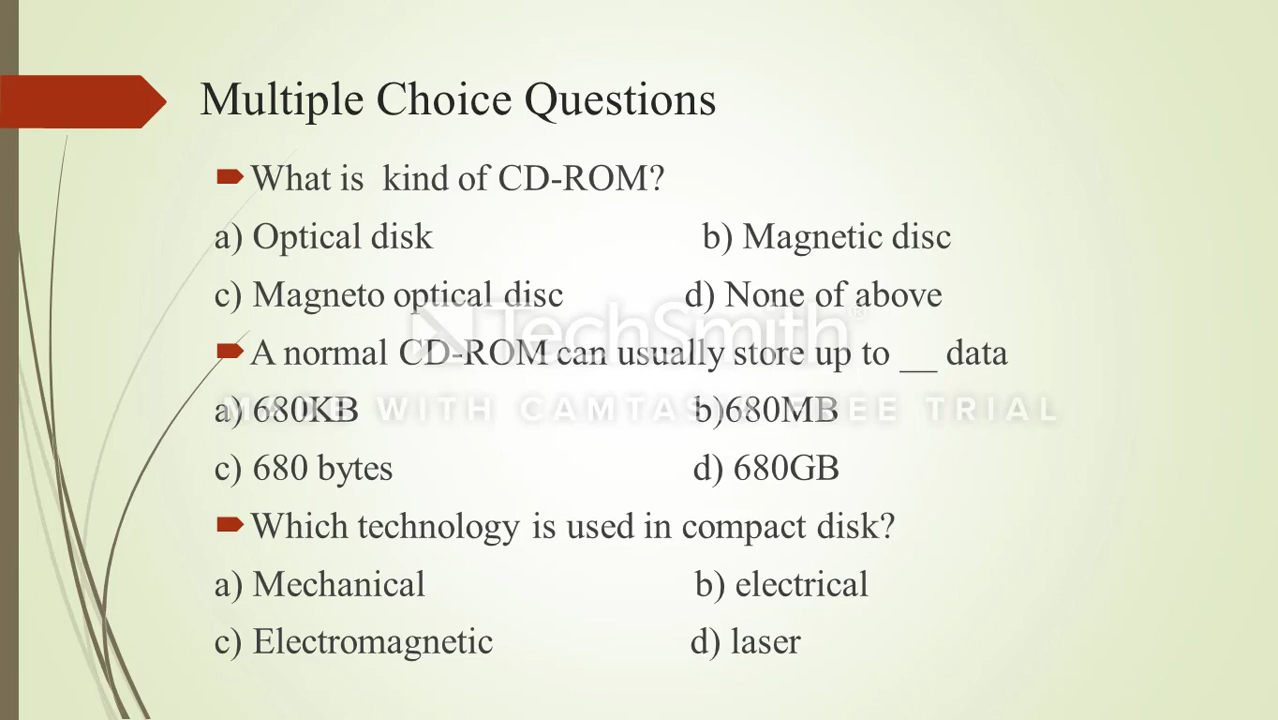 Multiple Choice Questions
What is  kind of CD-ROM?
a) Optical disk b) Magnetic disc
c) Magneto optical disc d) None of above
TechSmith®
A normal CD-ROM can usually store up to __ data
MADE WITH CAMTASIA FREE TRIAL
a) 680KB b)680MB
c) 680 bytes d) 680GB
Which technology is used in compact disk?
a) Mechanical b) electrical
c) Electromagnetic d) laser